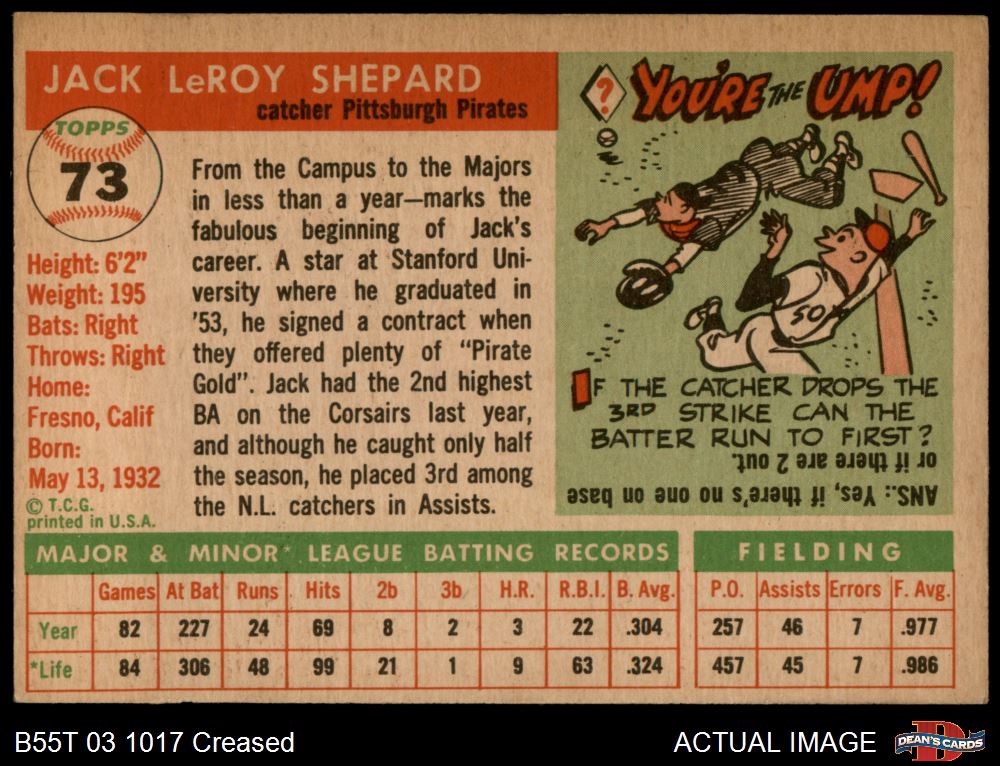 JACK LeROY SHEPARD
catcher Pittsburgh Pirates
TOPPS
73
Height: 6'2"
Weight: 195
Bats: Right
Throws: Right
Home:
Fresno, Calif
Born:
May 13, 1932
© T.C.G.
printed in U.S.A.
From the Campus to the Majors
in less than a year—marks the
fabulous beginning of Jack's
career. A star at Stanford Uni-
versity where he graduated in
'53, he signed a contract when
they offered plenty of "Pirate
Gold". Jack had the 2nd highest
BA on the Corsairs last year,
and although he caught only half
the season, he placed 3rd among
the N.L. catchers in Assists.
?
YOU'RE THE UMP!
50
IF THE CATCHER DROPS THE
3RD STRIKE CAN THE
BATTER RUN TO FIRST?
ANS.: Yes, if there's no one on base
or if there are 2 out.
MAJOR & MINOR* LEAGUE BATTING RECORDS FIELDING
Games At Bat Runs Hits 2b 3b H.R. R.B.I. B. Avg. P.O. Assists Errors F. Avg.
Year 82 227 24 69 8 2 3 22 .304 257 46 7 .977
*Life 84 306 48 99 21 1 9 63 .324 457 45 7 .986
B55T 03 1017 Creased
ACTUAL IMAGE
DEAN'S CARDS